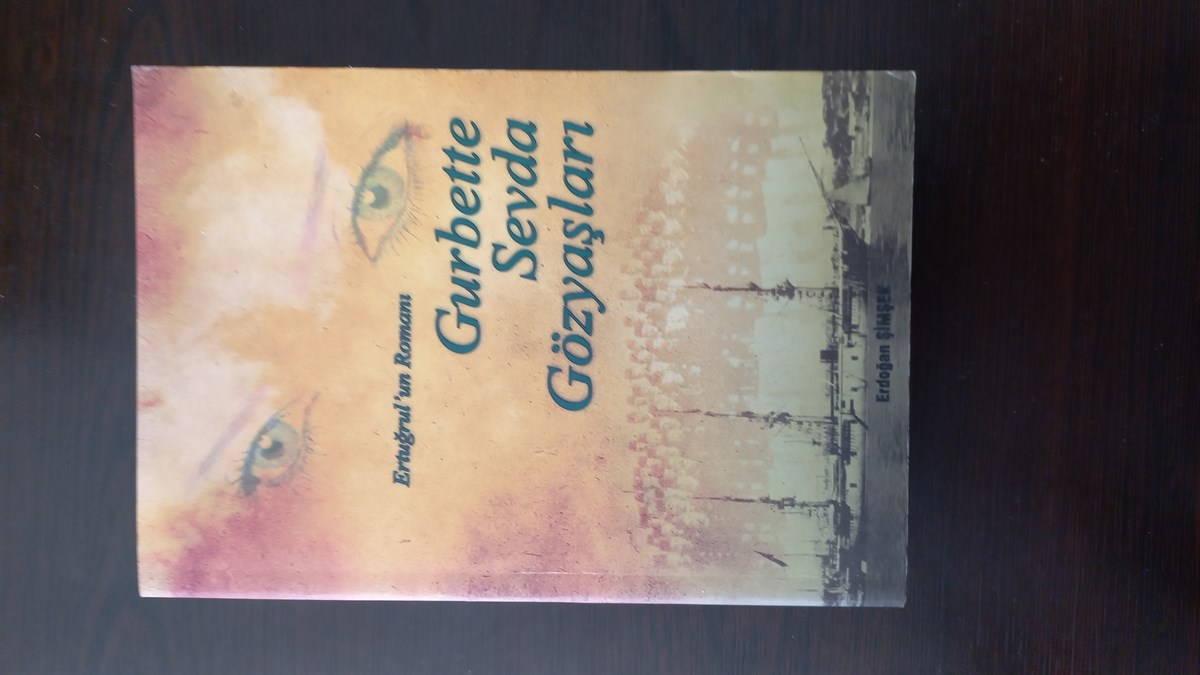 Ertuğrul'un Romanı
Gurbette
Sevda
Gözyaşları
Erdoğan ŞİMŞEK